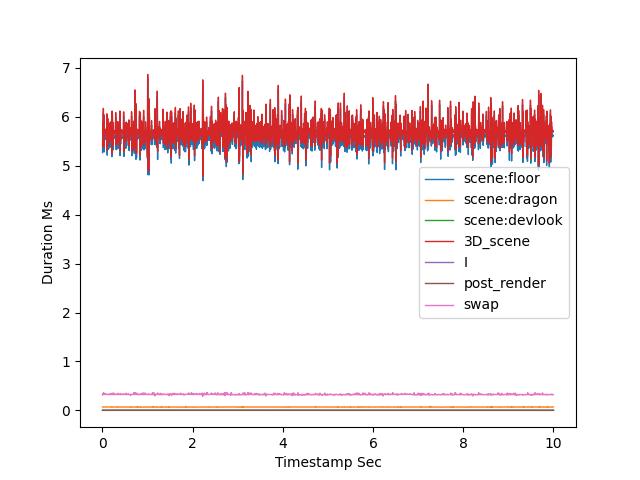 7
6
5
4
3
2
1
0
Duration Ms
scene:floor
scene:dragon
scene:devlook
3D_scene
I
post_render
swap
0 2 4 6 8 10
Timestamp Sec